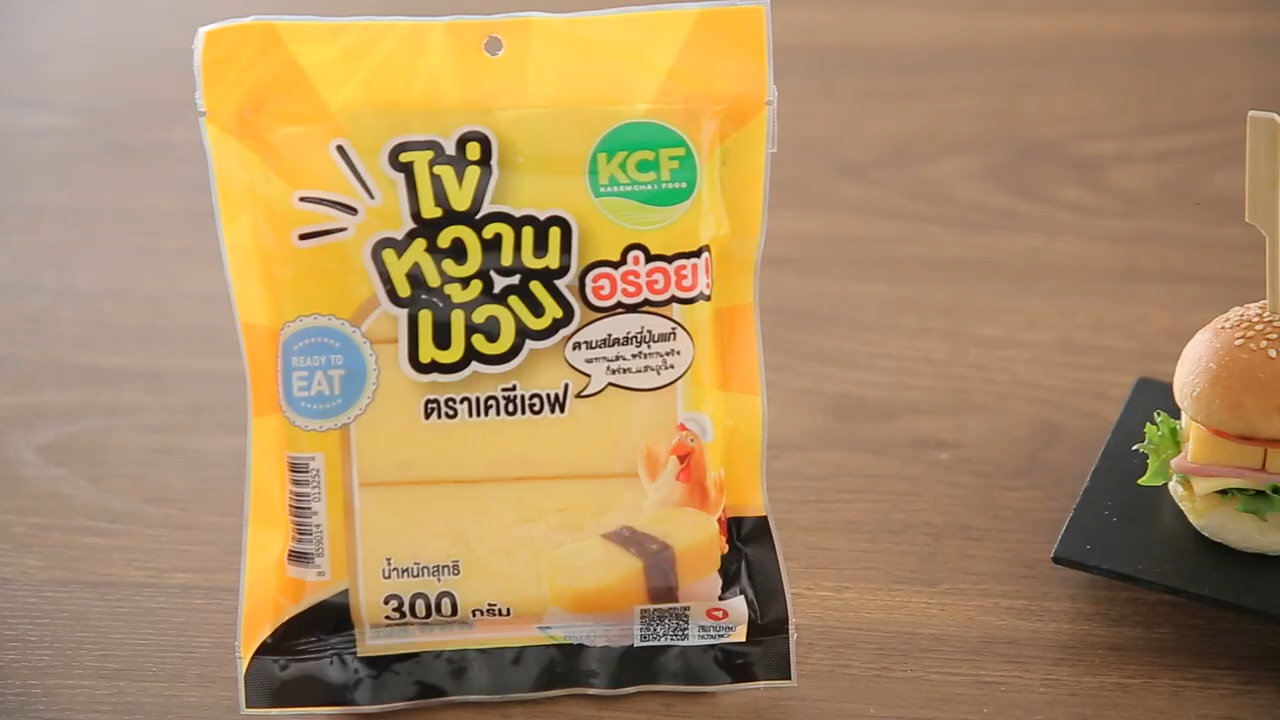 KCF
KASEMCHAI FOOD
ไข่
หวาน
ม้วน
อร่อย!
ตามสไตล์ญี่ปุ่นแท้
READY TO
EAT
ตราเคซีเอฟ
859014 013252
น้ำหนักสุทธิ
300 กรัม